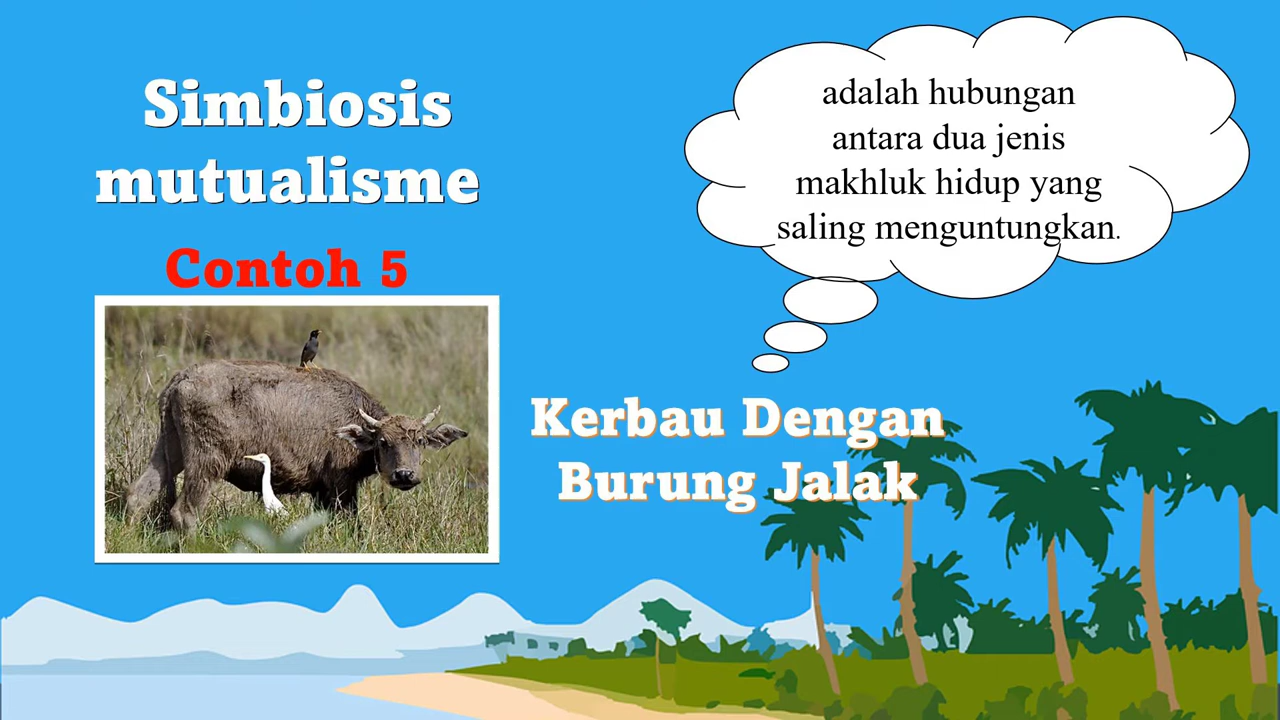 Simbiosis
mutualisme
Contoh 5
adalah hubungan
antara dua jenis
makhluk hidup yang
saling menguntungkan.
Kerbau Dengan
Burung Jalak